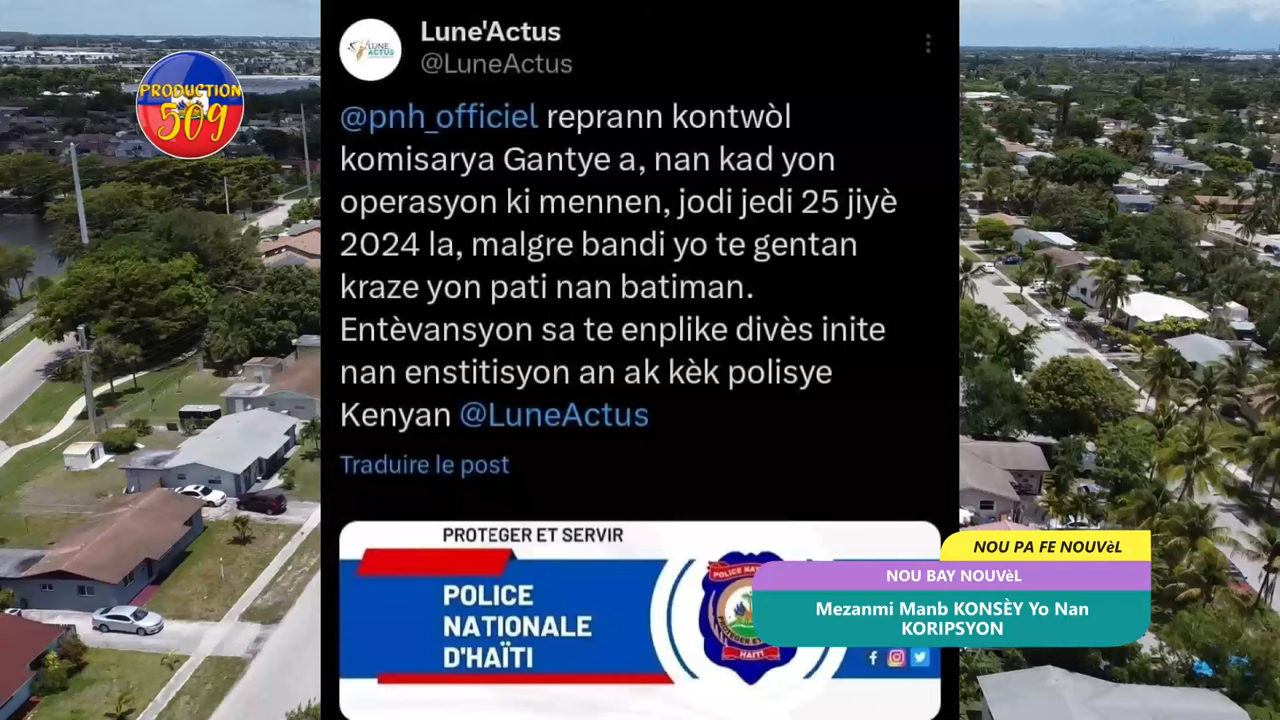 PRODUCTION
509
LUNE
ACTUS
Lune'Actus
@LuneActus
@pnh_officiel reprann kontwòl
komisarya Gantye a, nan kad yon
operasyon ki mennen, jodi jedi 25 jiyè
2024 la, malgre bandi yo te gentan
kraze yon pati nan batiman.
Entèvansyon sa te enplike divès inite
nan enstitisyon an ak kèk polisye
Kenyan @LuneActus
Traduire le post
PROTEGER ET SERVIR
POLICE
NATIONALE
D'HAÏTI
HAITI
NOU PA FE NOUVèL
NOU BAY NOUVèL
Mezanmi Manb KONSÈY Yo Nan
KORIPSYON